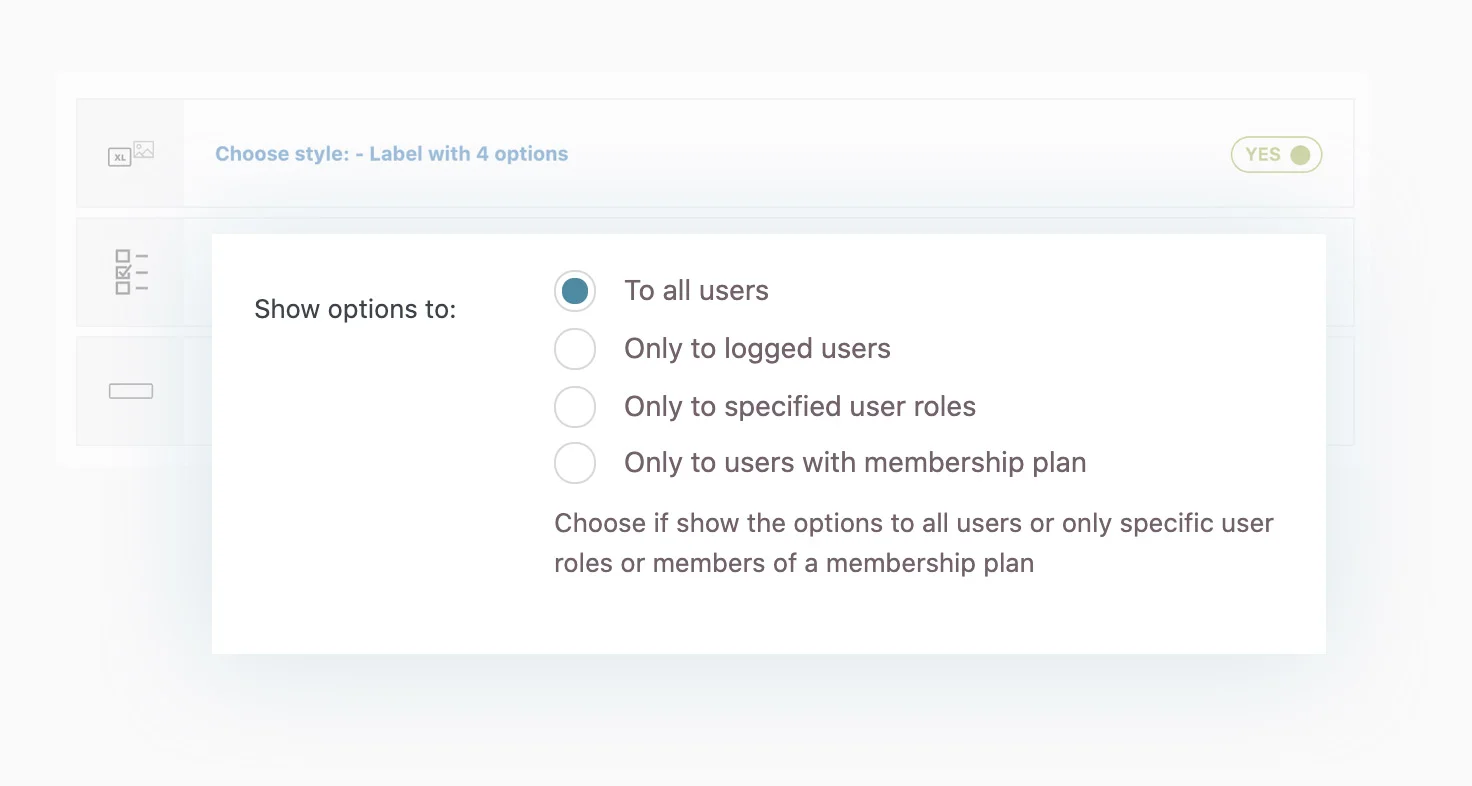 XL
Choose style: - Label with 4 options
YES
Show options to:
To all users
Only to logged users
Only to specified user roles
Only to users with membership plan
Choose if show the options to all users or only specific user
roles or members of a membership plan